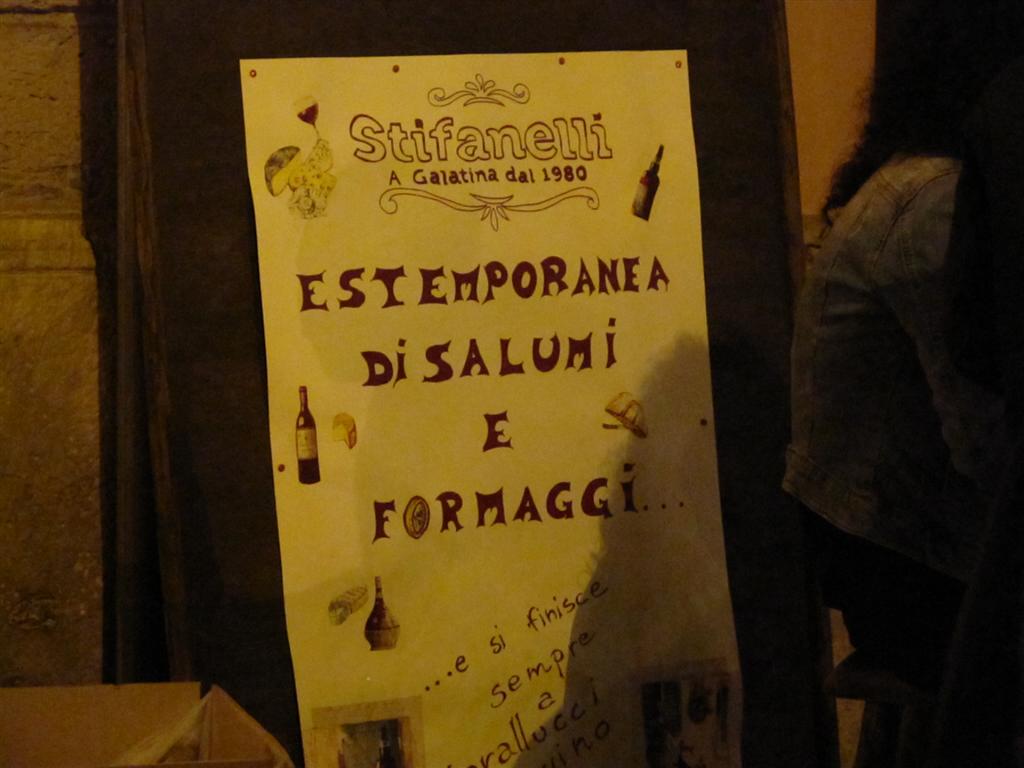 Stifanelli
A Galatina dal 1980
ESTEMPORANEA
Di SALUMi
E
FORMAGGi...
...e si finisce
sempre
a